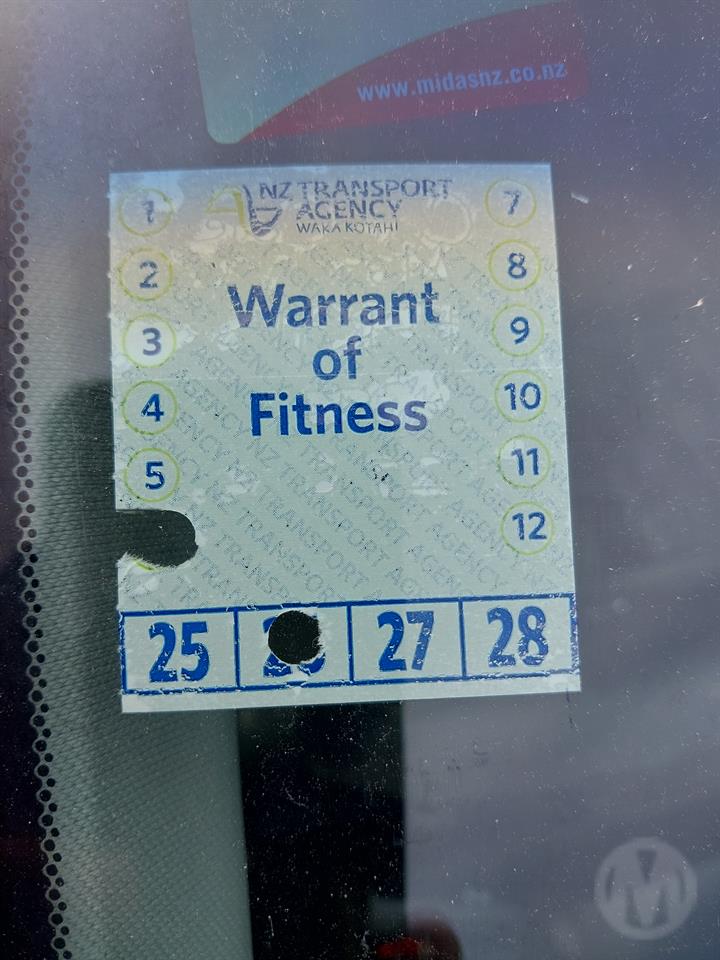 www.midasnz.co.nz
NZ TRANSPORT
AGENCY
WAKA KOTAHI
1
2
3
4
5
7
8
9
10
11
12
Warrant
of
Fitness
25 27 28
M